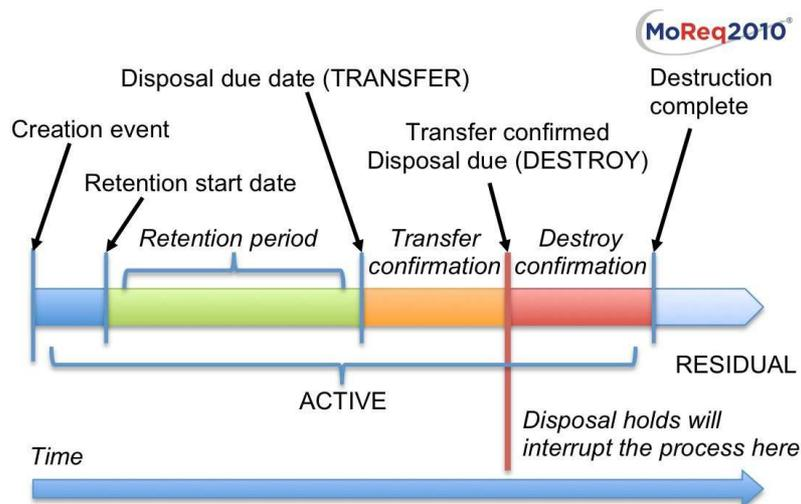 MoReq2010®
Disposal due date (TRANSFER)
Destruction
complete
Creation event
Transfer confirmed
Disposal due (DESTROY)
Retention start date
Retention period
Transfer
confirmation
Destroy
confirmation
RESIDUAL
ACTIVE
Disposal holds will
interrupt the process here
Time